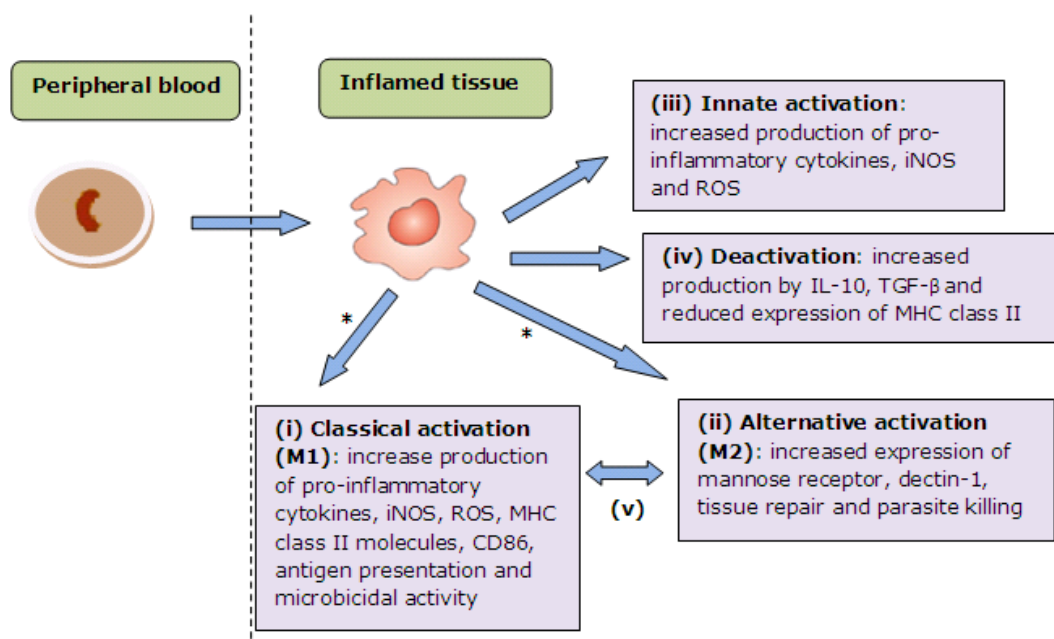 Peripheral blood
Inflamed tissue
(iii) Innate activation:
increased production of pro-
inflammatory cytokines, iNOS
and ROS
(iv) Deactivation: increased
production by IL-10, TGF-β and
reduced expression of MHC class II
*
*
(i) Classical activation
(M1): increase production
of pro-inflammatory
cytokines, iNOS, ROS, MHC
class II molecules, CD86,
antigen presentation and
microbicidal activity
(v)
(ii) Alternative activation
(M2): increased expression of
mannose receptor, dectin-1,
tissue repair and parasite killing